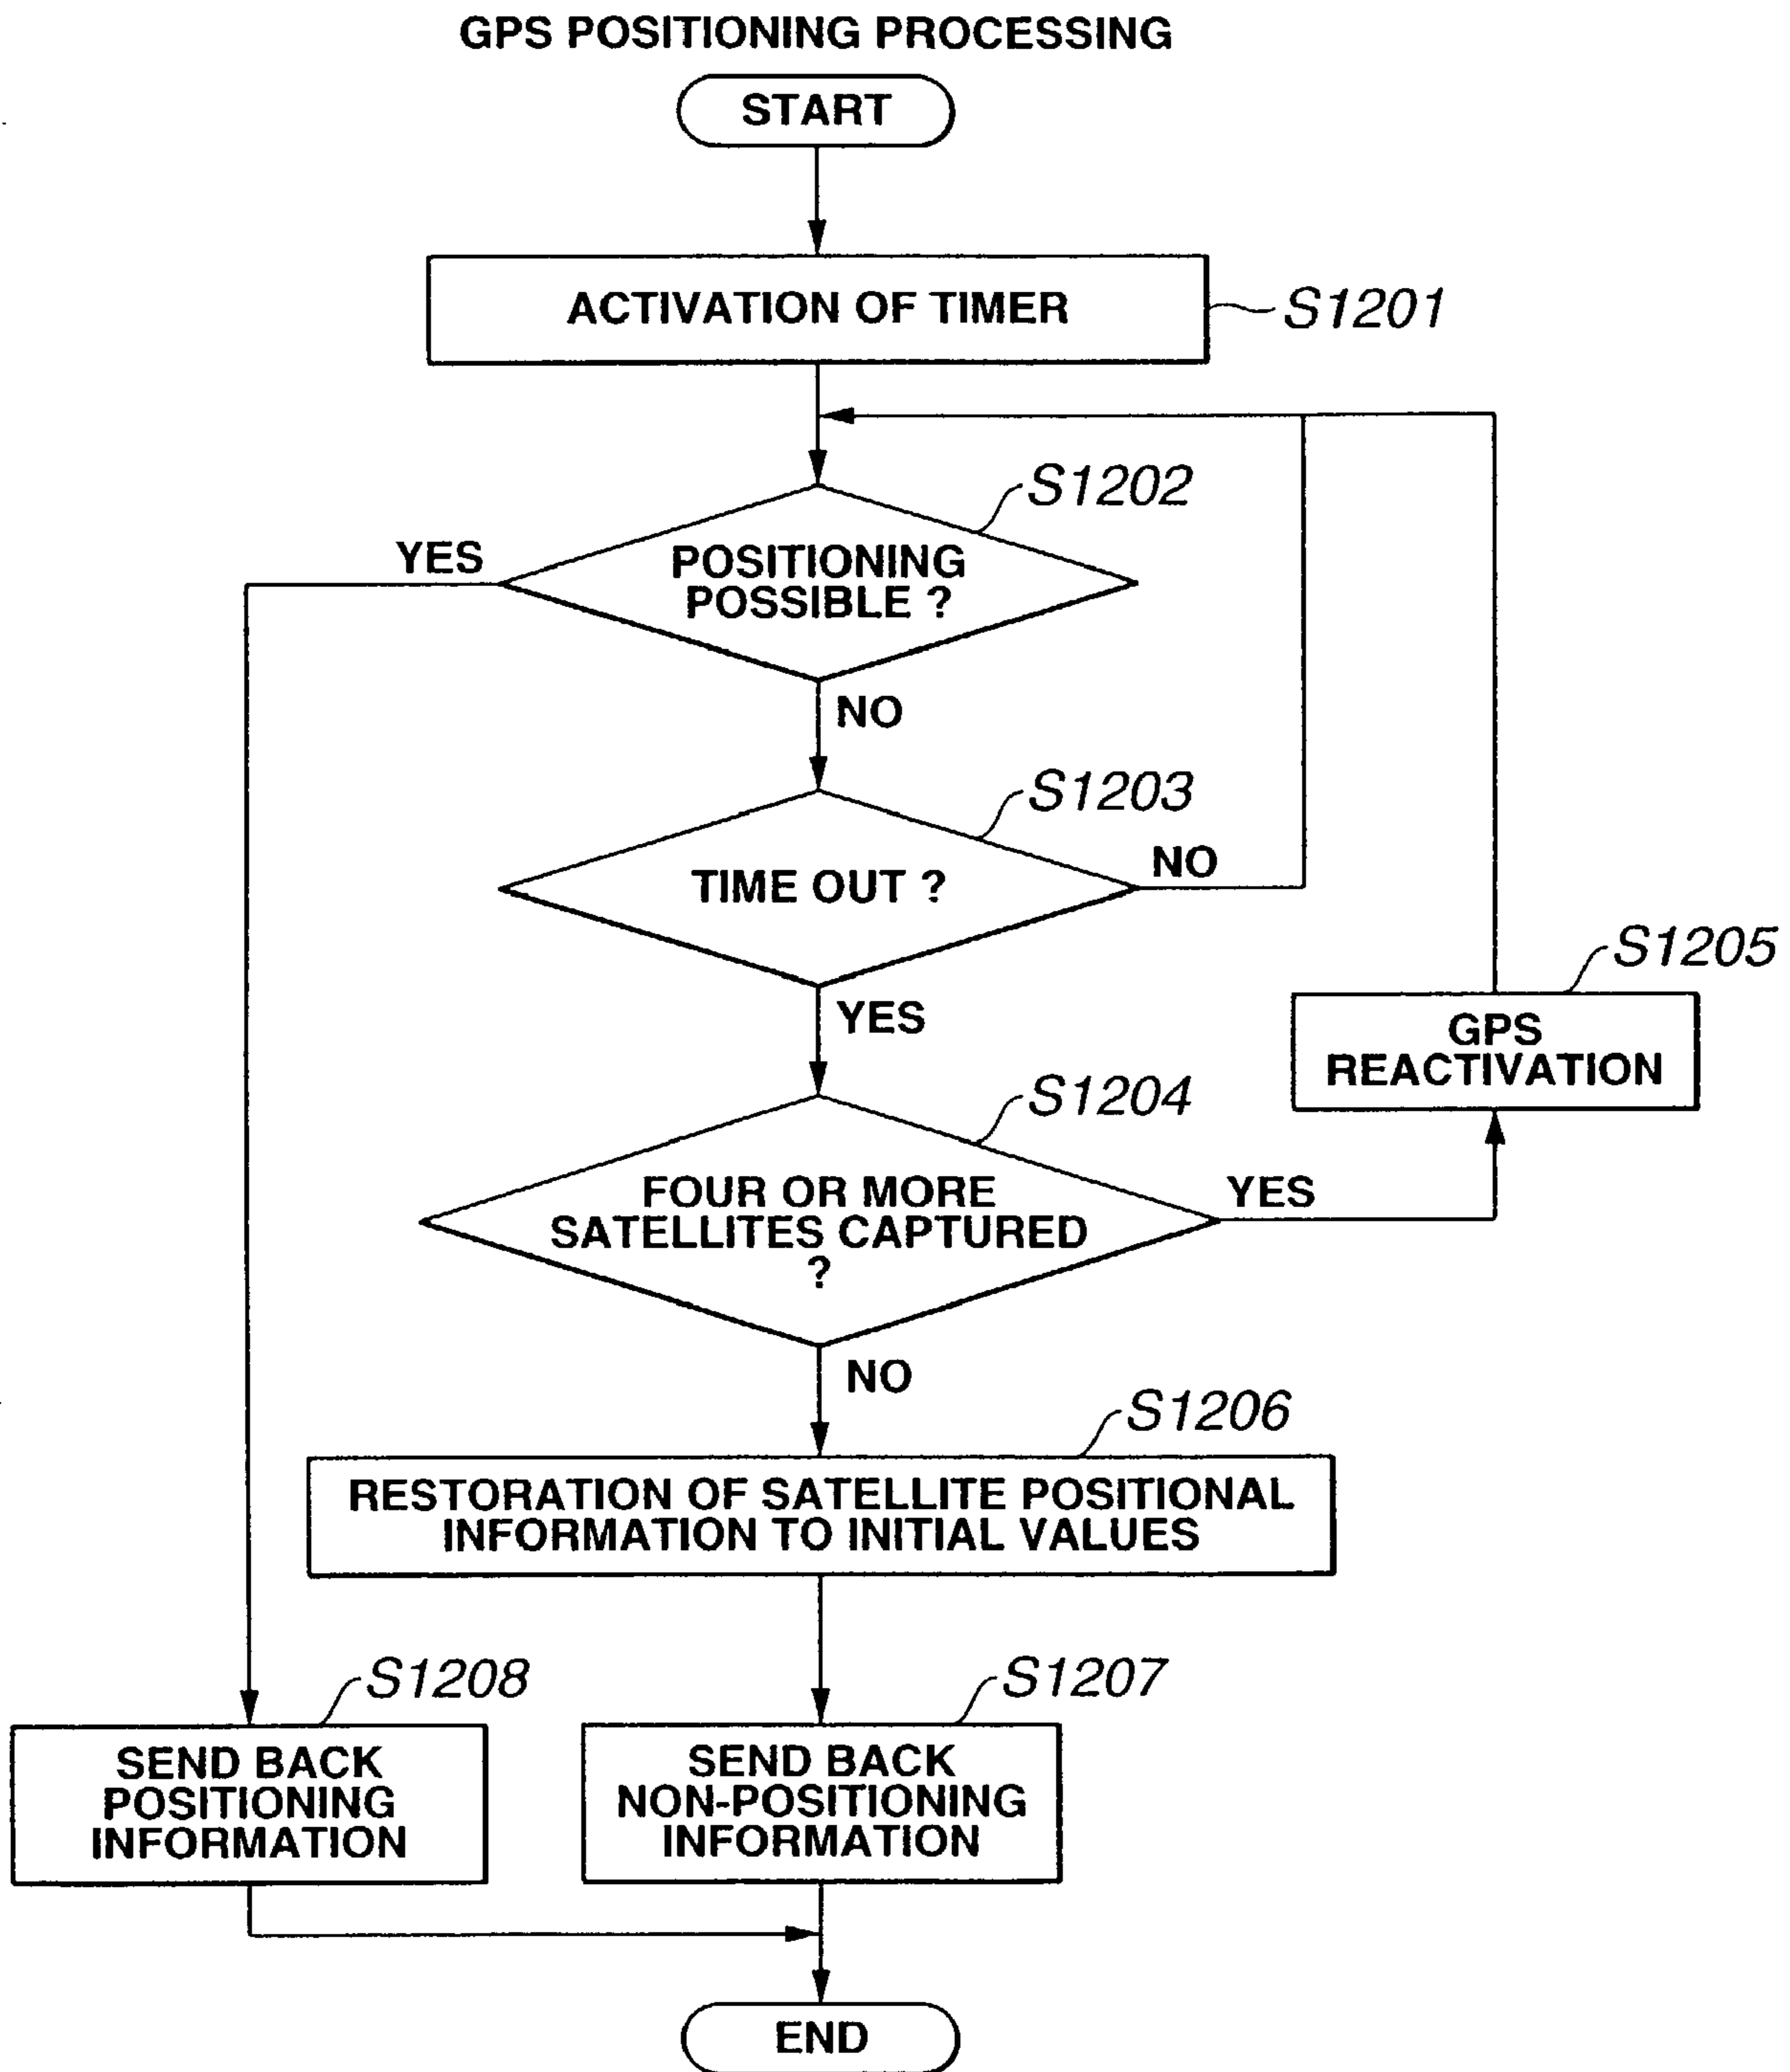 GPS POSITIONING PROCESSING
START
ACTIVATION OF TIMER
S1201
S1202
YES
POSITIONING
POSSIBLE ?
NO
S1203
TIME OUT ?
NO
YES
S1205
GPS
REACTIVATION
S1204
FOUR OR MORE
SATELLITES CAPTURED
?
YES
NO
S1206
RESTORATION OF SATELLITE POSITIONAL
INFORMATION TO INITIAL VALUES
S1208
SEND BACK
POSITIONING
INFORMATION
S1207
SEND BACK
NON-POSITIONING
INFORMATION
END